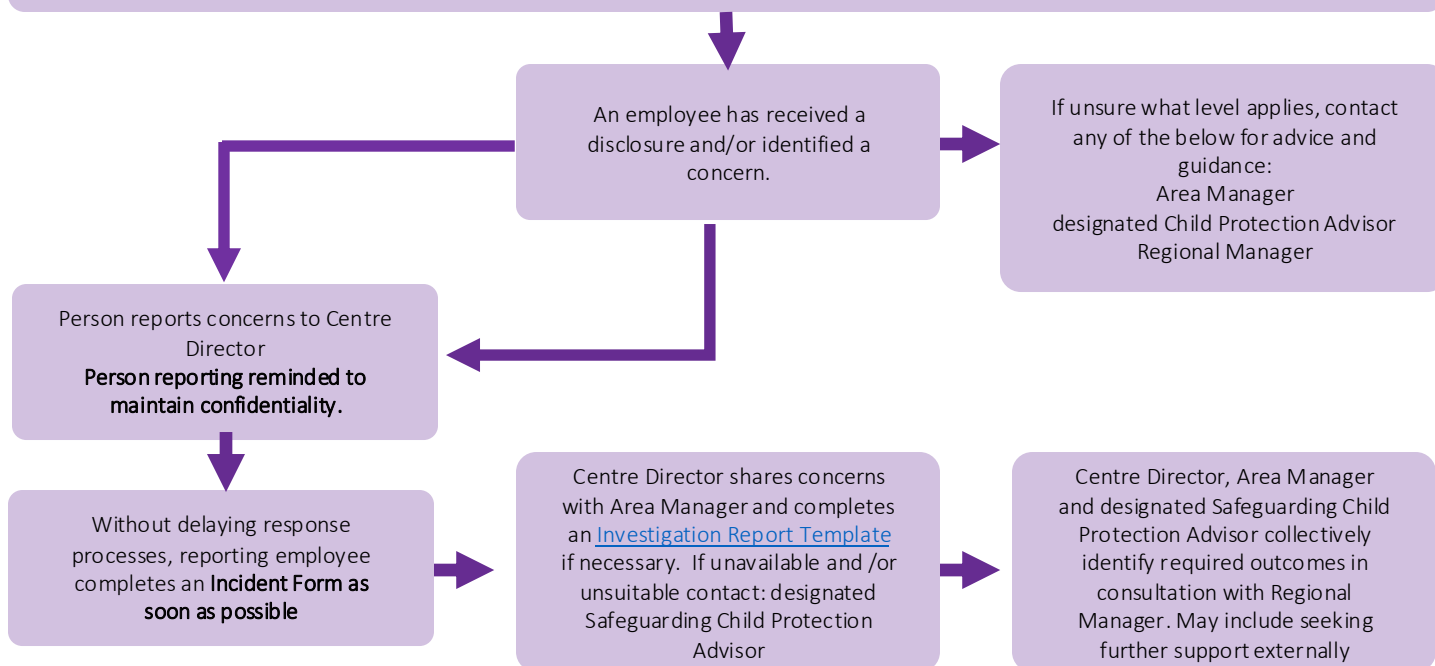 An employee has received a
disclosure and/or identified a
concern.
If unsure what level applies, contact
any of the below for advice and
guidance:
Area Manager
designated Child Protection Advisor
Regional Manager
Person reports concerns to Centre
Director
Person reporting reminded to
maintain confidentiality.
Without delaying response
processes, reporting employee
completes an Incident Form as
soon as possible
Centre Director shares concerns
with Area Manager and completes
an Investigation Report Template
if necessary.  If unavailable and /or
unsuitable contact: designated
Safeguarding Child Protection
Advisor
Centre Director, Area Manager
and designated Safeguarding Child
Protection Advisor collectively
identify required outcomes in
consultation with Regional
Manager. May include seeking
further support externally